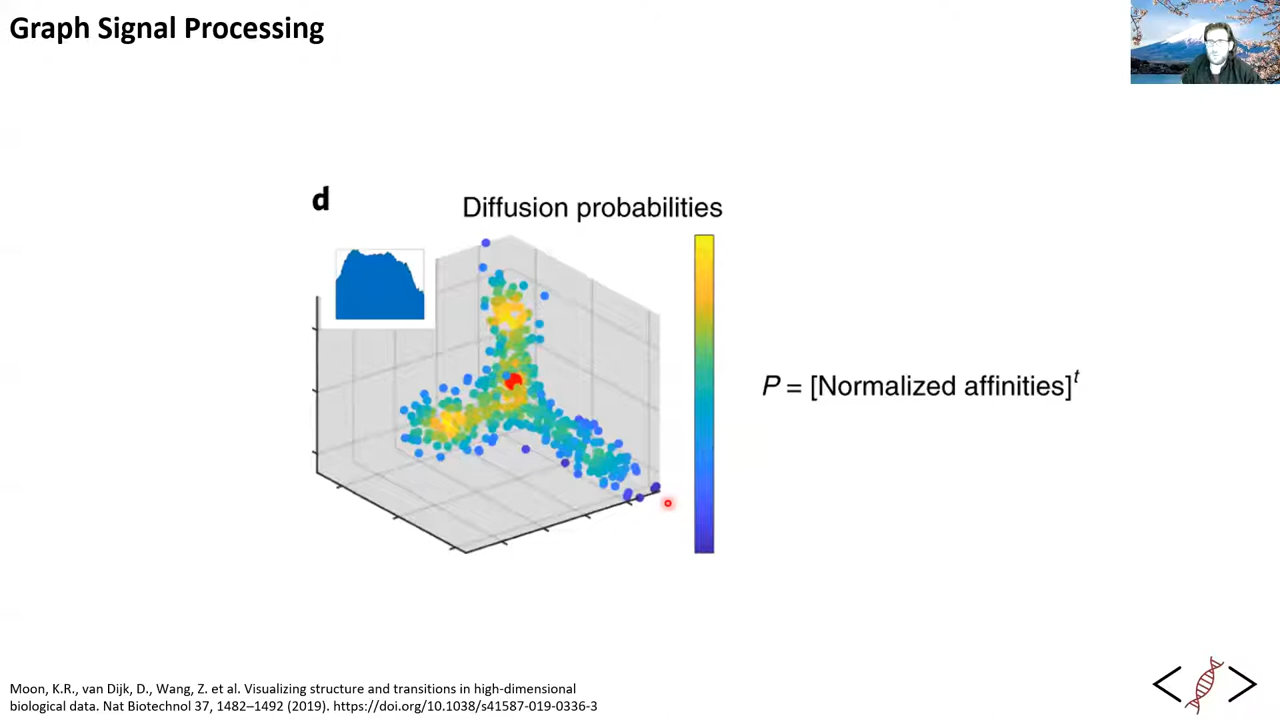 Graph Signal Processing
d
Diffusion probabilities
P = [Normalized affinities]^t
Moon, K.R., van Dijk, D., Wang, Z. et al. Visualizing structure and transitions in high-dimensional
biological data. Nat Biotechnol 37, 1482–1492 (2019). https://doi.org/10.1038/s41587-019-0336-3